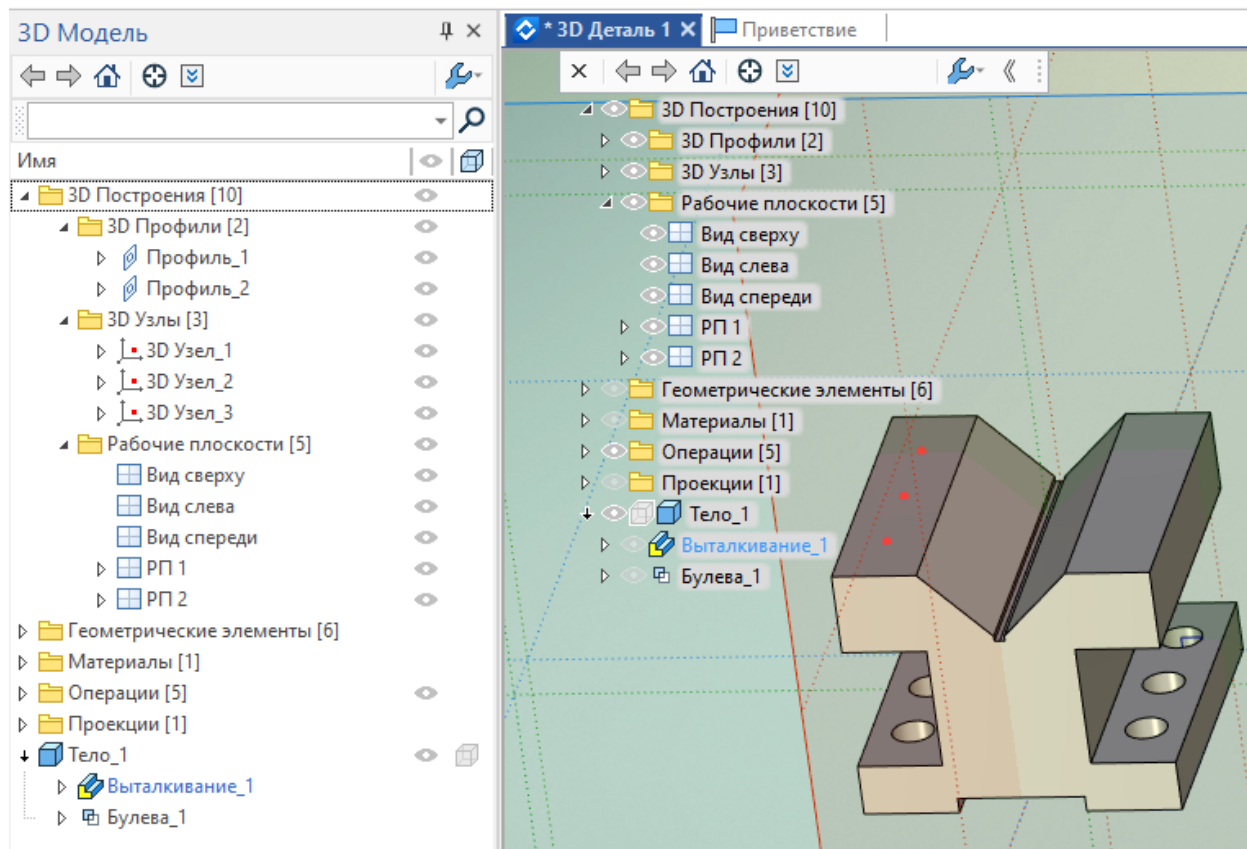 3D Модель
Имя
3D Построения [10]
3D Профили [2]
Профиль_1
Профиль_2
3D Узлы [3]
3D Узел_1
3D Узел_2
3D Узел_3
Рабочие плоскости [5]
Вид сверху
Вид слева
Вид спереди
РП 1
РП 2
Геометрические элементы [6]
Материалы [1]
Операции [5]
Проекции [1]
Тело_1
Выталкивание_1
Булева_1
* 3D Деталь 1
Приветствие
3D Построения [10]
3D Профили [2]
3D Узлы [3]
Рабочие плоскости [5]
Вид сверху
Вид слева
Вид спереди
РП 1
РП 2
Геометрические элементы [6]
Материалы [1]
Операции [5]
Проекции [1]
Тело_1
Выталкивание_1
Булева_1